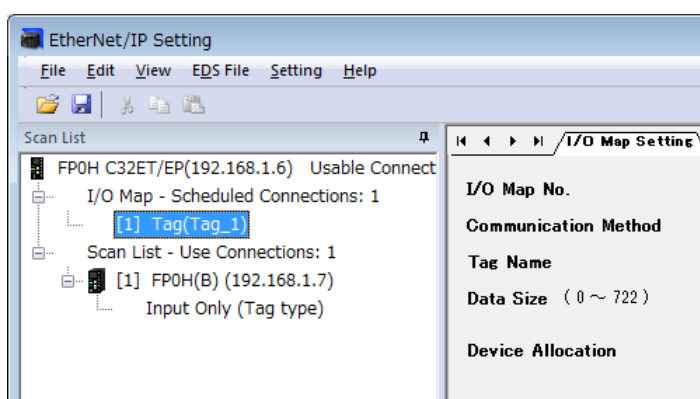 EtherNet/IP Setting
File Edit View EDS File Setting Help
Scan List
FP0H C32ET/EP(192.168.1.6) Usable Connect
I/O Map - Scheduled Connections: 1
[1] Tag(Tag_1)
Scan List - Use Connections: 1
[1] FP0H(B) (192.168.1.7)
Input Only (Tag type)
I/O Map Setting
I/O Map No.
Communication Method
Tag Name
Data Size (0～722)
Device Allocation